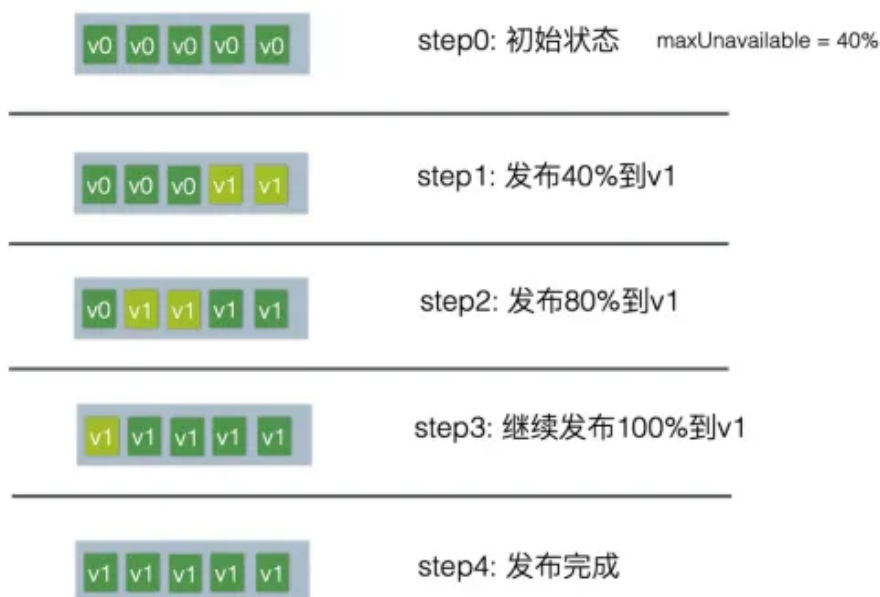 v0 v0 v0 v0 v0 step0: 初始状态 maxUnavailable = 40%
v0 v0 v0 v1 v1 step1: 发布40%到v1
v0 v1 v1 v1 v1 step2: 发布80%到v1
v1 v1 v1 v1 v1 step3: 继续发布100%到v1
v1 v1 v1 v1 v1 step4: 发布完成